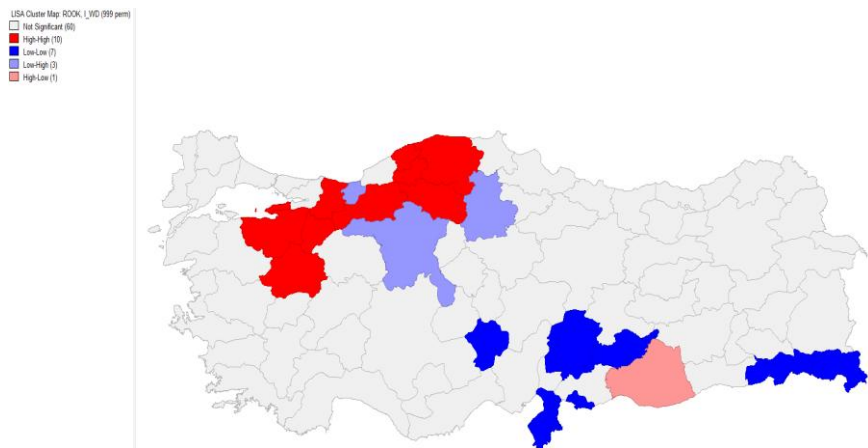 LISA Cluster Map: ROOK, I_WD (999 perm)
Not Significant (60)
High-High (10)
Low-Low (7)
Low-High (3)
High-Low (1)